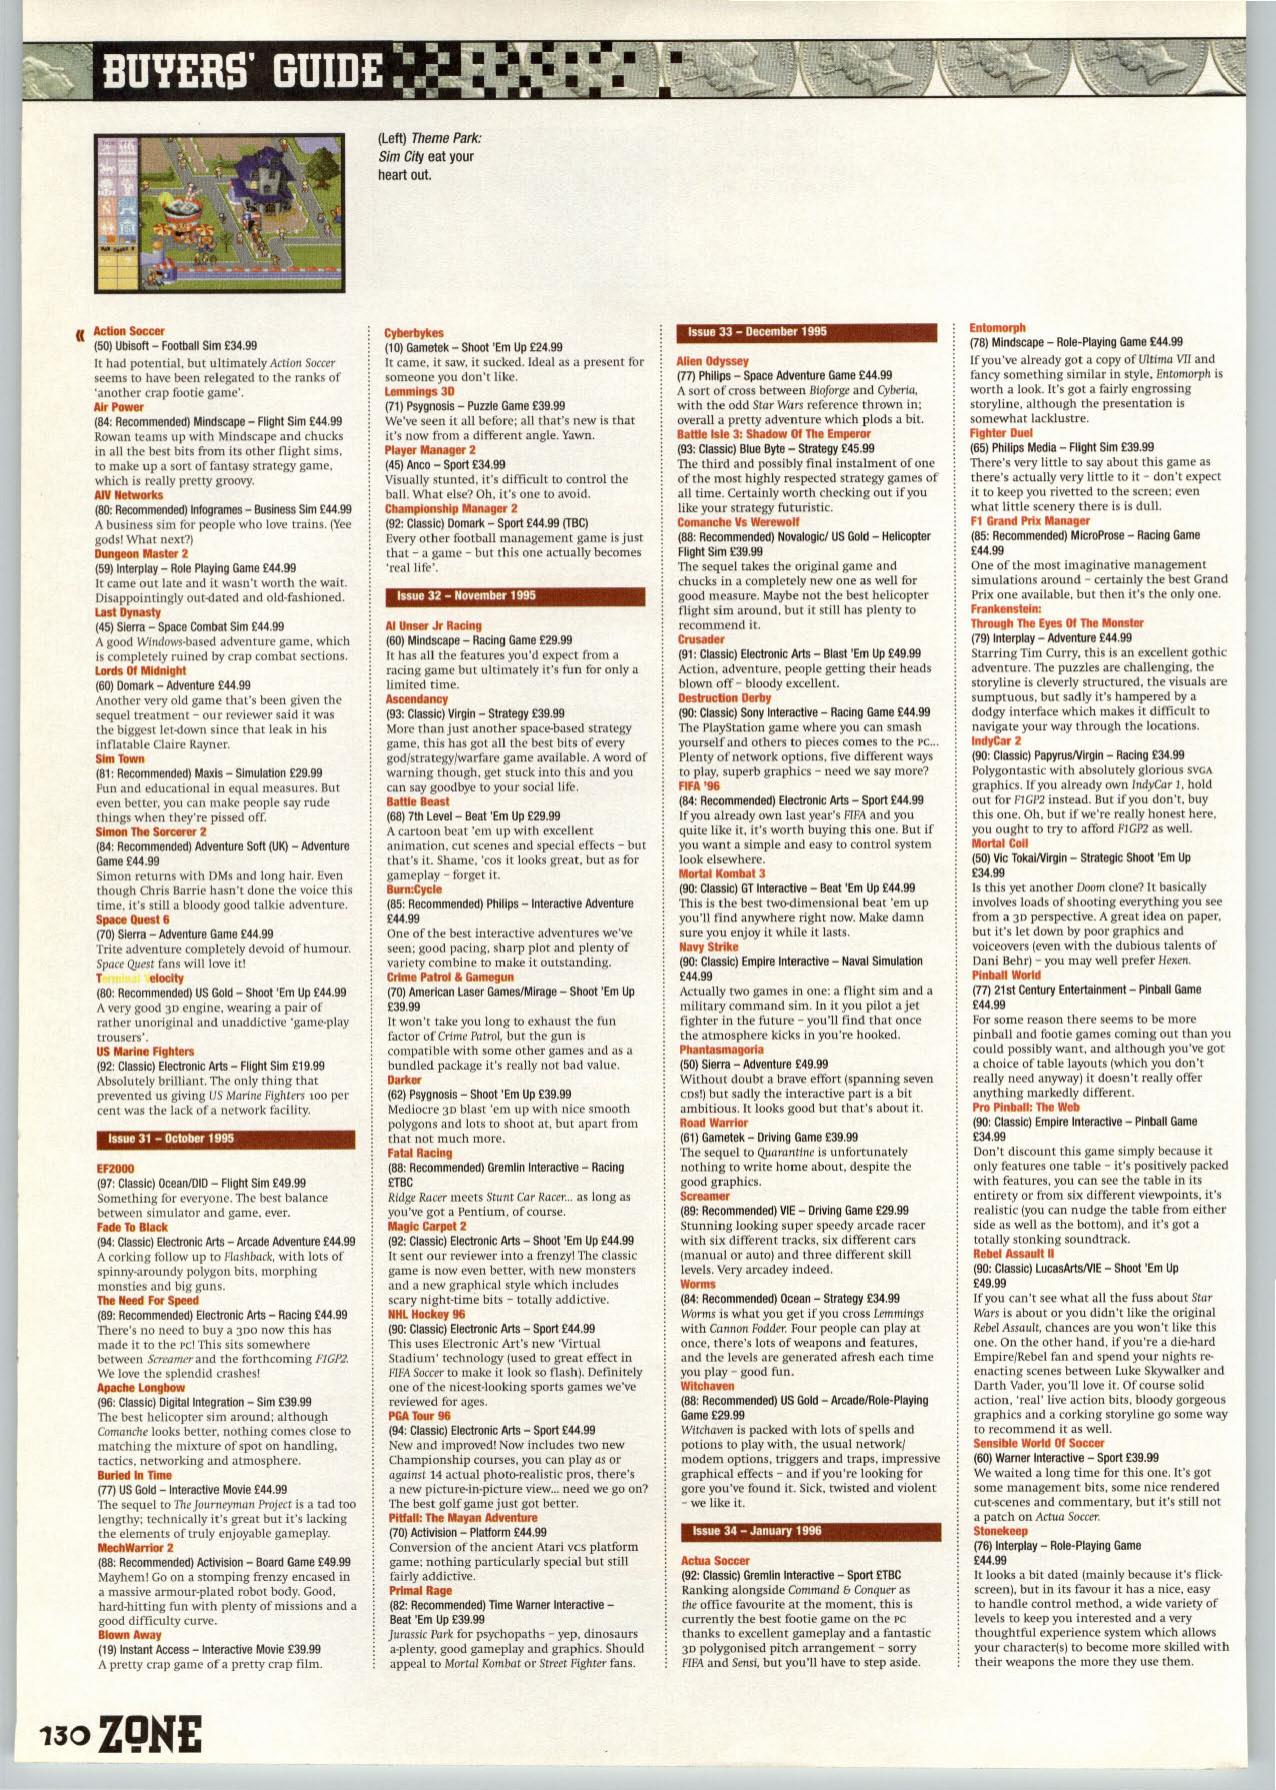 BUYERS' GUIDE
(Left) Theme Park:
Sim City eat your
heart out.
« Action Soccer
(50) Ubisoft – Football Sim £34.99
It had potential, but ultimately Action Soccer
seems to have been relegated to the ranks of
'another crap footie game'.
Air Power
(84: Recommended) Mindscape – Flight Sim £44.99
Rowan teams up with Mindscape and chucks
in all the best bits from its other flight sims,
to make up a sort of fantasy strategy game,
which is really pretty groovy.
AIV Networks
(80: Recommended) Infogrames – Business Sim £44.99
A business sim for people who love trains. (Yee
gods! What next?)
Dungeon Master 2
(59) Interplay – Role Playing Game £44.99
It came out late and it wasn't worth the wait.
Disappointingly out-dated and old-fashioned.
Last Dynasty
(45) Sierra – Space Combat Sim £44.99
A good Windows-based adventure game, which
is completely ruined by crap combat sections.
Lords Of Midnight
(60) Domark – Adventure £44.99
Another very old game that's been given the
sequel treatment – our reviewer said it was
the biggest let-down since that leak in his
inflatable Claire Rayner.
Sim Town
(81: Recommended) Maxis – Simulation £29.99
Fun and educational in equal measures. But
even better, you can make people say rude
things when they're pissed off.
Simon The Sorcerer 2
(84: Recommended) Adventure Soft (UK) – Adventure
Game £44.99
Simon returns with DMs and long hair. Even
though Chris Barrie hasn't done the voice this
time, it's still a bloody good talkie adventure.
Space Quest 6
(70) Sierra – Adventure Game £44.99
Trite adventure completely devoid of humour.
Space Quest fans will love it!
Terminal Velocity
(80: Recommended) US Gold – Shoot 'Em Up £44.99
A very good 3D engine, wearing a pair of
rather unoriginal and unaddictive 'game-play
trousers'.
US Marine Fighters
(92: Classic) Electronic Arts – Flight Sim £19.99
Absolutely brilliant. The only thing that
prevented us giving US Marine Fighters 100 per
cent was the lack of a network facility.
Issue 31 – October 1995
EF2000
(97: Classic) Ocean/DID – Flight Sim £49.99
Something for everyone. The best balance
between simulator and game, ever.
Fade To Black
(94: Classic) Electronic Arts – Arcade Adventure £44.99
A corking follow up to Flashback, with lots of
spinny-aroundy polygon bits, morphing
monsties and big guns.
The Need For Speed
(89: Recommended) Electronic Arts – Racing £44.99
There's no need to buy a 3DO now this has
made it to the PC! This sits somewhere
between Screamer and the forthcoming F1GP2.
We love the splendid crashes!
Apache Longbow
(96: Classic) Digital Integration – Sim £39.99
The best helicopter sim around; although
Comanche looks better, nothing comes close to
matching the mixture of spot on handling,
tactics, networking and atmosphere.
Buried In Time
(77) US Gold – Interactive Movie £44.99
The sequel to The Journeyman Project is a tad too
lengthy; technically it's great but it's lacking
the elements of truly enjoyable gameplay.
MechWarrior 2
(88: Recommended) Activision – Board Game £49.99
Mayhem! Go on a stomping frenzy encased in
a massive armour-plated robot body. Good,
hard-hitting fun with plenty of missions and a
good difficulty curve.
Blown Away
(19) Instant Access – Interactive Movie £39.99
A pretty crap game of a pretty crap film.
Cyberbykes
(10) Gametek – Shoot 'Em Up £24.99
It came, it saw, it sucked. Ideal as a present for
someone you don't like.
Lemmings 3D
(71) Psygnosis – Puzzle Game £39.99
We've seen it all before; all that's new is that
it's now from a different angle. Yawn.
Player Manager 2
(45) Anco – Sport £34.99
Visually stunted, it's difficult to control the
ball. What else? Oh, it's one to avoid.
Championship Manager 2
(92: Classic) Domark – Sport £44.99 (TBC)
Every other football management game is just
that – a game – but this one actually becomes
'real life'.
Issue 32 – November 1995
Al Unser Jr Racing
(60) Mindscape – Racing Game £29.99
It has all the features you'd expect from a
racing game but ultimately it's fun for only a
limited time.
Ascendancy
(93: Classic) Virgin – Strategy £39.99
More than just another space-based strategy
game, this has got all the best bits of every
god/strategy/warfare game available. A word of
warning though, get stuck into this and you
can say goodbye to your social life.
Battle Beast
(68) 7th Level – Beat 'Em Up £29.99
A cartoon beat 'em up with excellent
animation, cut scenes and special effects – but
that's it. Shame, 'cos it looks great, but as for
gameplay – forget it.
Burn:Cycle
(85: Recommended) Philips – Interactive Adventure
£44.99
One of the best interactive adventures we've
seen; good pacing, sharp plot and plenty of
variety combine to make it outstanding.
Crime Patrol & Gamegun
(70) American Laser Games/Mirage – Shoot 'Em Up
£39.99
It won't take you long to exhaust the fun
factor of Crime Patrol, but the gun is
compatible with some other games and as a
bundled package it's really not bad value.
Darker
(62) Psygnosis – Shoot 'Em Up £39.99
Mediocre 3D blast 'em up with nice smooth
polygons and lots to shoot at, but apart from
that not much more.
Fatal Racing
(88: Recommended) Gremlin Interactive – Racing
£TBC
Ridge Racer meets Stunt Car Racer... as long as
you've got a Pentium, of course.
Magic Carpet 2
(92: Classic) Electronic Arts – Shoot 'Em Up £44.99
It sent our reviewer into a frenzy! The classic
game is now even better, with new monsters
and a new graphical style which includes
scary night-time bits – totally addictive.
NHL Hockey 96
(90: Classic) Electronic Arts – Sport £44.99
This uses Electronic Art's new 'Virtual
Stadium' technology (used to great effect in
FIFA Soccer to make it look so flash). Definitely
one of the nicest-looking sports games we've
reviewed for ages.
PGA Tour 96
(94: Classic) Electronic Arts – Sport £44.99
New and improved! Now includes two new
Championship courses, you can play as or
against 14 actual photo-realistic pros, there's
a new picture-in-picture view... need we go on?
The best golf game just got better.
Pitfall: The Mayan Adventure
(70) Activision – Platform £44.99
Conversion of the ancient Atari VCS platform
game; nothing particularly special but still
fairly addictive.
Primal Rage
(82: Recommended) Time Warner Interactive –
Beat 'Em Up £39.99
Jurassic Park for psychopaths – yep, dinosaurs
a-plenty, good gameplay and graphics. Should
appeal to Mortal Kombat or Street Fighter fans.
Issue 33 – December 1995
Alien Odyssey
(77) Philips – Space Adventure Game £44.99
A sort of cross between Bioforge and Cyberia,
with the odd Star Wars reference thrown in;
overall a pretty adventure which plods a bit.
Battle Isle 3: Shadow Of The Emperor
(93: Classic) Blue Byte – Strategy £45.99
The third and possibly final instalment of one
of the most highly respected strategy games of
all time. Certainly worth checking out if you
like your strategy futuristic.
Comanche Vs Werewolf
(88: Recommended) Novalogic/ US Gold – Helicopter
Flight Sim £39.99
The sequel takes the original game and
chucks in a completely new one as well for
good measure. Maybe not the best helicopter
flight sim around, but it still has plenty to
recommend it.
Crusader
(91: Classic) Electronic Arts – Blast 'Em Up £49.99
Action, adventure, people getting their heads
blown off – bloody excellent.
Destruction Derby
(90: Classic) Sony Interactive – Racing Game £44.99
The PlayStation game where you can smash
yourself and others to pieces comes to the PC...
Plenty of network options, five different ways
to play, superb graphics – need we say more?
FIFA '96
(84: Recommended) Electronic Arts – Sport £44.99
If you already own last year's FIFA and you
quite like it, it's worth buying this one. But if
you want a simple and easy to control system
look elsewhere.
Mortal Kombat 3
(90: Classic) GT Interactive – Beat 'Em Up £44.99
This is the best two-dimensional beat 'em up
you'll find anywhere right now. Make damn
sure you enjoy it while it lasts.
Navy Strike
(90: Classic) Empire Interactive – Naval Simulation
£44.99
Actually two games in one: a flight sim and a
military command sim. In it you pilot a jet
fighter in the future – you'll find that once
the atmosphere kicks in you're hooked.
Phantasmagoria
(50) Sierra – Adventure £49.99
Without doubt a brave effort (spanning seven
CDs!) but sadly the interactive part is a bit
ambitious. It looks good but that's about it.
Road Warrior
(61) Gametek – Driving Game £39.99
The sequel to Quarantine is unfortunately
nothing to write home about, despite the
good graphics.
Screamer
(89: Recommended) VIE – Driving Game £29.99
Stunning looking super speedy arcade racer
with six different tracks, six different cars
(manual or auto) and three different skill
levels. Very arcadey indeed.
Worms
(84: Recommended) Ocean – Strategy £34.99
Worms is what you get if you cross Lemmings
with Cannon Fodder. Four people can play at
once, there's lots of weapons and features,
and the levels are generated afresh each time
you play – good fun.
Witchaven
(88: Recommended) US Gold – Arcade/Role-Playing
Game £29.99
Witchaven is packed with lots of spells and
potions to play with, the usual network/
modem options, triggers and traps, impressive
graphical effects – and if you're looking for
gore you've found it. Sick, twisted and violent
– we like it.
Issue 34 – January 1996
Actua Soccer
(92: Classic) Gremlin Interactive – Sport £TBC
Ranking alongside Command & Conquer as
the office favourite at the moment, this is
currently the best footie game on the PC
thanks to excellent gameplay and a fantastic
3D polygonised pitch arrangement – sorry
FIFA and Sensi, but you'll have to step aside.
Entomorph
(78) Mindscape – Role-Playing Game £44.99
If you've already got a copy of Ultima VII and
fancy something similar in style, Entomorph is
worth a look. It's got a fairly engrossing
storyline, although the presentation is
somewhat lacklustre.
Fighter Duel
(65) Philips Media – Flight Sim £39.99
There's very little to say about this game as
there's actually very little to it – don't expect
it to keep you rivetted to the screen; even
what little scenery there is is dull.
F1 Grand Prix Manager
(85: Recommended) MicroProse – Racing Game
£44.99
One of the most imaginative management
simulations around – certainly the best Grand
Prix one available, but then it's the only one.
Frankenstein:
Through The Eyes Of The Monster
(79) Interplay – Adventure £44.99
Starring Tim Curry, this is an excellent gothic
adventure. The puzzles are challenging, the
storyline is cleverly structured, the visuals are
sumptuous, but sadly it's hampered by a
dodgy interface which makes it difficult to
navigate your way through the locations.
IndyCar 2
(90: Classic) Papyrus/Virgin – Racing £34.99
Polygontastic with absolutely glorious SVGA
graphics. If you already own IndyCar 1, hold
out for F1GP2 instead. But if you don't, buy
this one. Oh, but if we're really honest here,
you ought to try to afford F1GP2 as well.
Mortal Coil
(50) Vic Tokai/Virgin – Strategic Shoot 'Em Up
£34.99
Is this yet another Doom clone? It basically
involves loads of shooting everything you see
from a 3D perspective. A great idea on paper,
but it's let down by poor graphics and
voiceovers (even with the dubious talents of
Dani Behr) – you may well prefer Hexen.
Pinball World
(77) 21st Century Entertainment – Pinball Game
£44.99
For some reason there seems to be more
pinball and footie games coming out than you
could possibly want, and although you've got
a choice of table layouts (which you don't
really need anyway) it doesn't really offer
anything markedly different.
Pro Pinball: The Web
(90: Classic) Empire Interactive – Pinball Game
£34.99
Don't discount this game simply because it
only features one table – it's positively packed
with features, you can see the table in its
entirety or from six different viewpoints, it's
realistic (you can nudge the table from either
side as well as the bottom), and it's got a
totally stonking soundtrack.
Rebel Assault II
(90: Classic) LucasArts/VIE – Shoot 'Em Up
£49.99
If you can't see what all the fuss about Star
Wars is about or you didn't like the original
Rebel Assault, chances are you won't like this
one. On the other hand, if you're a die-hard
Empire/Rebel fan and spend your nights re-
enacting scenes between Luke Skywalker and
Darth Vader, you'll love it. Of course solid
action, 'real' live action bits, bloody gorgeous
graphics and a corking storyline go some way
to recommend it as well.
Sensible World Of Soccer
(60) Warner Interactive – Sport £39.99
We waited a long time for this one. It's got
some management bits, some nice rendered
cut-scenes and commentary, but it's still not
a patch on Actua Soccer.
Stonekeep
(76) Interplay – Role-Playing Game
£44.99
It looks a bit dated (mainly because it's flick-
screen), but in its favour it has a nice, easy
to handle control method, a wide variety of
levels to keep you interested and a very
thoughtful experience system which allows
your character(s) to become more skilled with
their weapons the more they use them.
130 ZONE